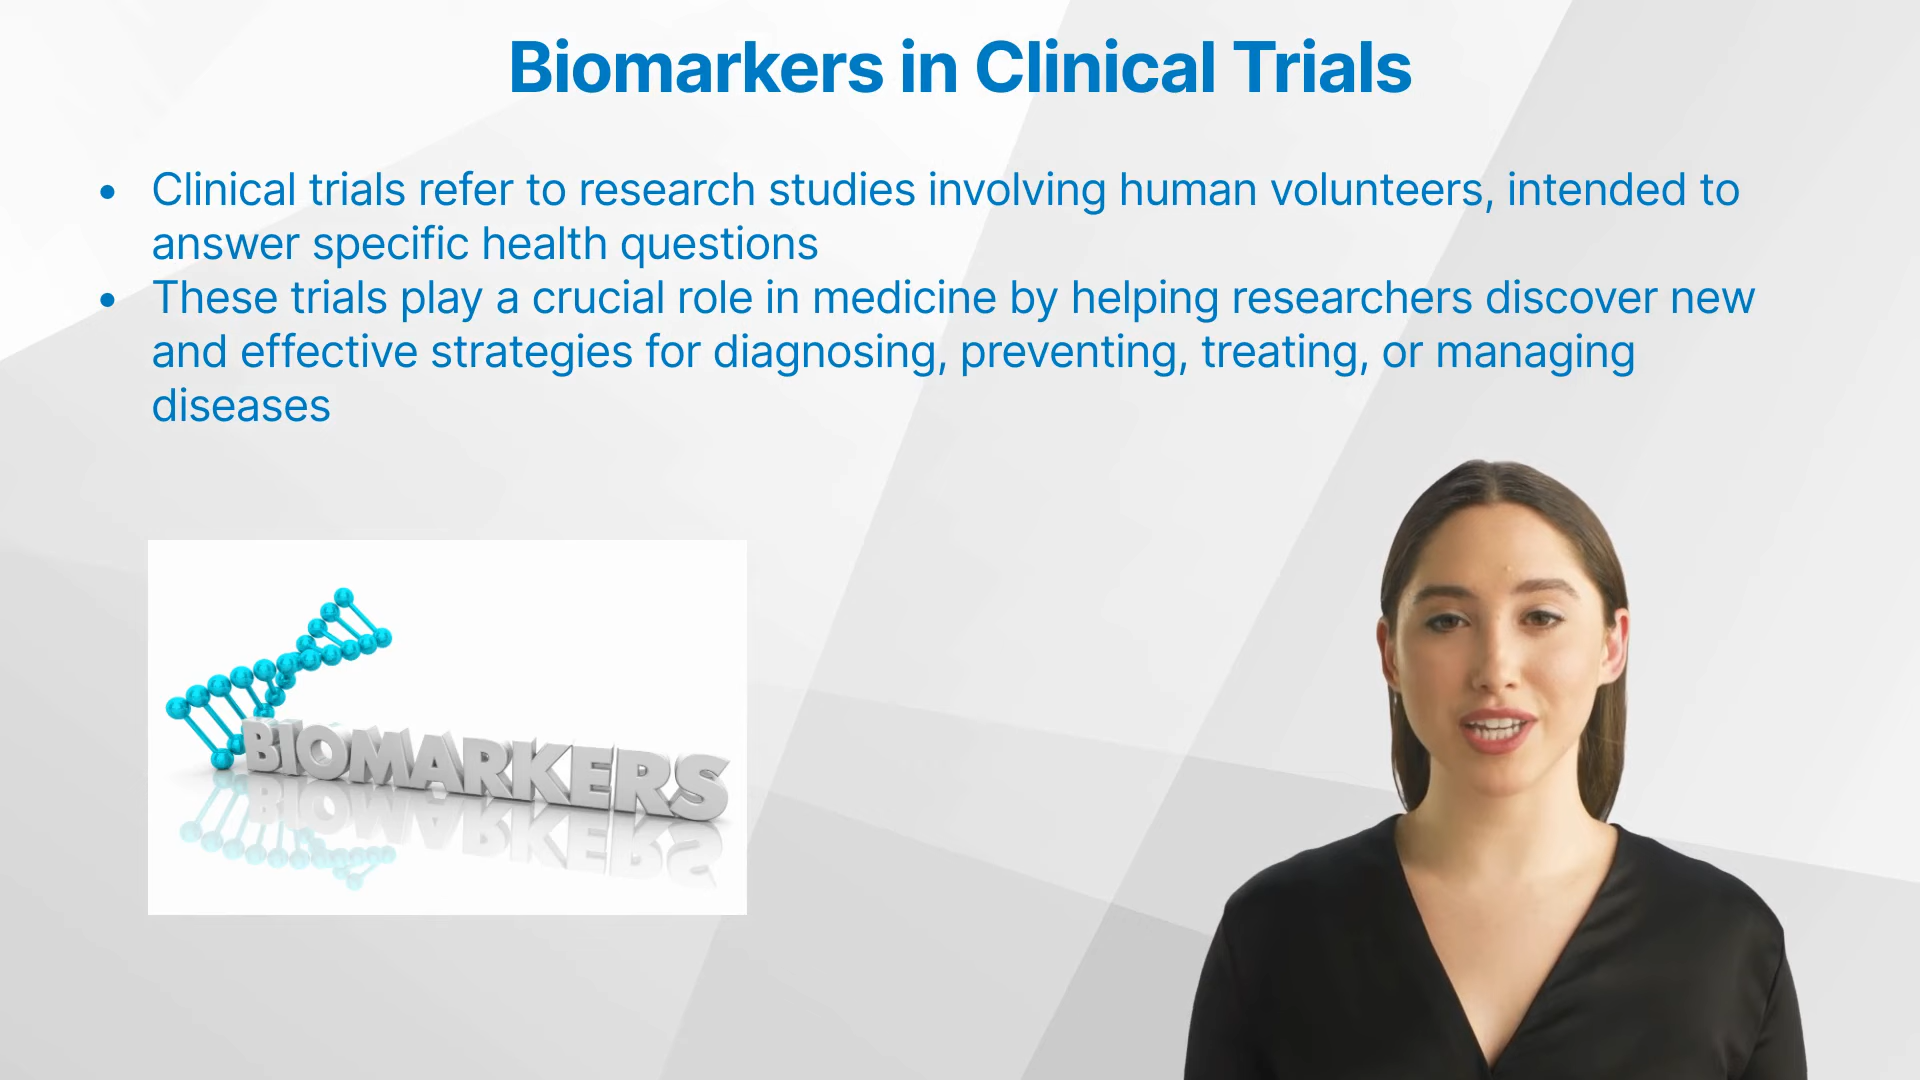 Biomarkers in Clinical Trials
• Clinical trials refer to research studies involving human volunteers, intended to
answer specific health questions
• These trials play a crucial role in medicine by helping researchers discover new
and effective strategies for diagnosing, preventing, treating, or managing
diseases
BIOMARKERS